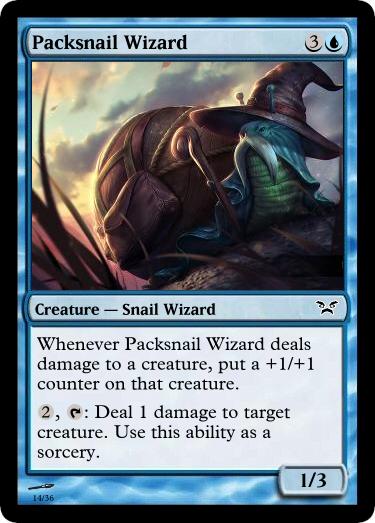 Packsnail Wizard 3
Creature — Snail Wizard
Whenever Packsnail Wizard deals
damage to a creature, put a +1/+1
counter on that creature.
2, : Deal 1 damage to target
creature. Use this ability as a
sorcery.
1/3
14/36